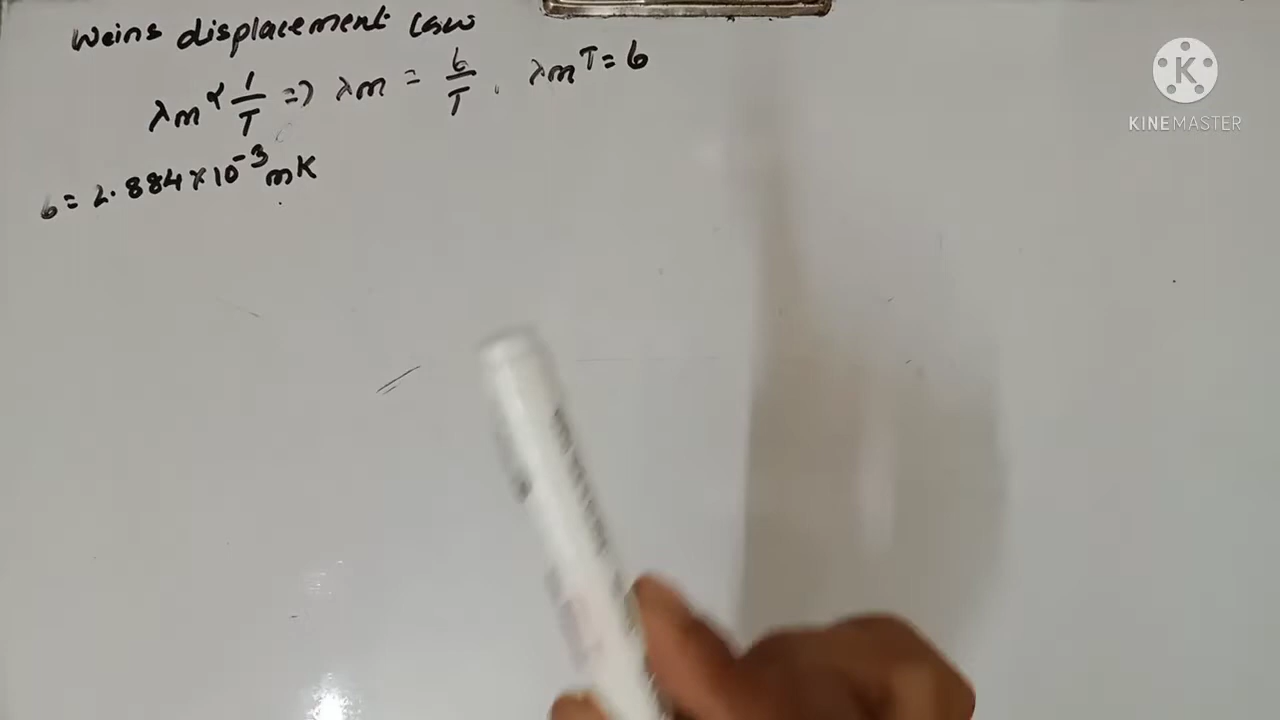 Weins displacement Law
λm α 1/T => λm = b/T . λmT = b
b = 2.884 × 10⁻³ mK
K
KINEMASTER